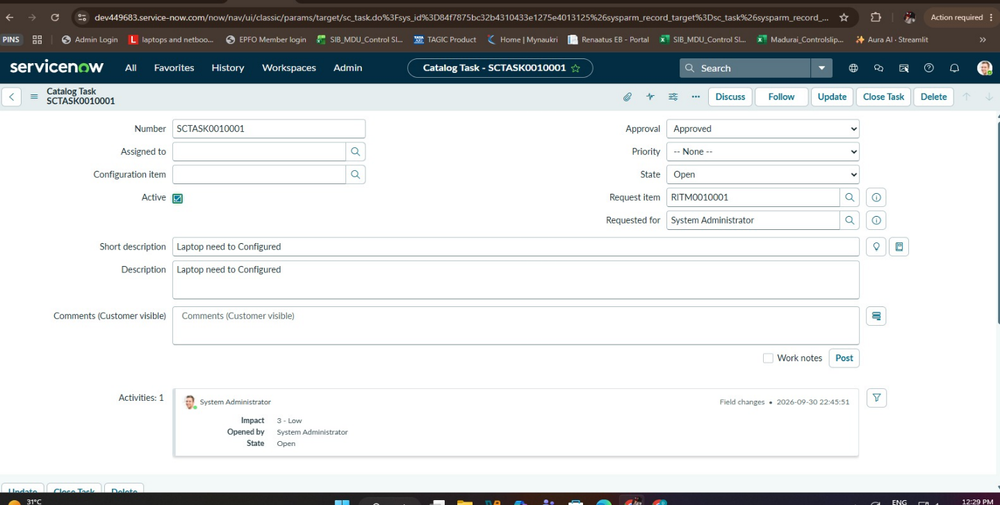 dev449683.service-now.com/now/nav/ui/classic/params/target/sc_task.do%3Fsys_id%3D84f7875bc32b4310433e1275e4013125%26sysparm_record_target%3Dsc_task%26sysparm_record_... Action required
PINS Admin Login laptops and netboo... EPFO Member login SIB_MDU_Control Sl... TAGIC Product Home | Mynaukri Renaatus EB - Portal SIB_MDU_Control Sl... Madurai_Controlslip... Aura AI · Streamlit »
servicenow All Favorites History Workspaces Admin Catalog Task - SCTASK0010001 Search
Catalog Task
SCTASK0010001
Discuss Follow Update Close Task Delete
Number SCTASK0010001 Approval Approved
Assigned to Priority -- None --
Configuration item State Open
Active Request item RITM0010001
Requested for System Administrator
Short description Laptop need to Configured
Description Laptop need to Configured
Comments (Customer visible) Comments (Customer visible)
Work notes Post
Activities: 1 System Administrator Field changes • 2026-09-30 22:45:51
Impact 3 - Low
Opened by System Administrator
State Open
Update Close Task Delete
31°C ENG 12:29 PM